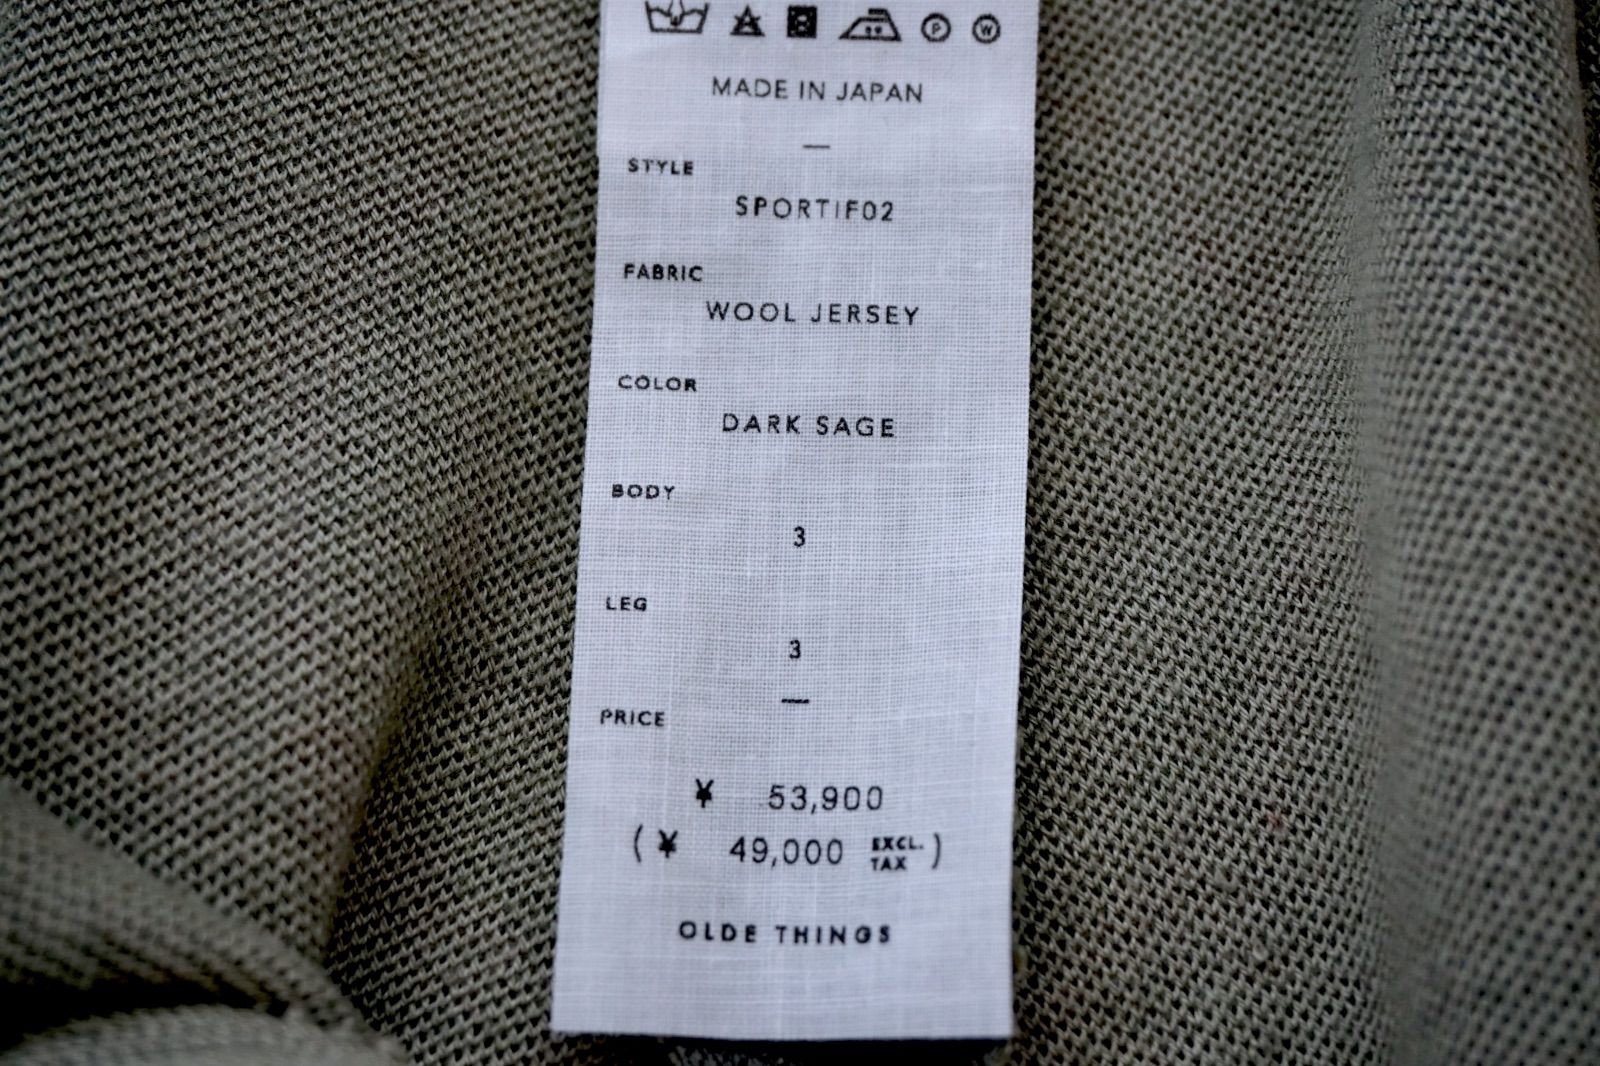 P W
MADE IN JAPAN
—
STYLE
SPORTIF02
FABRIC
WOOL JERSEY
COLOR
DARK SAGE
BODY
3
LEG
3
—
PRICE
¥ 53,900
(¥ 49,000 EXCL. TAX)
OLDE THINGS